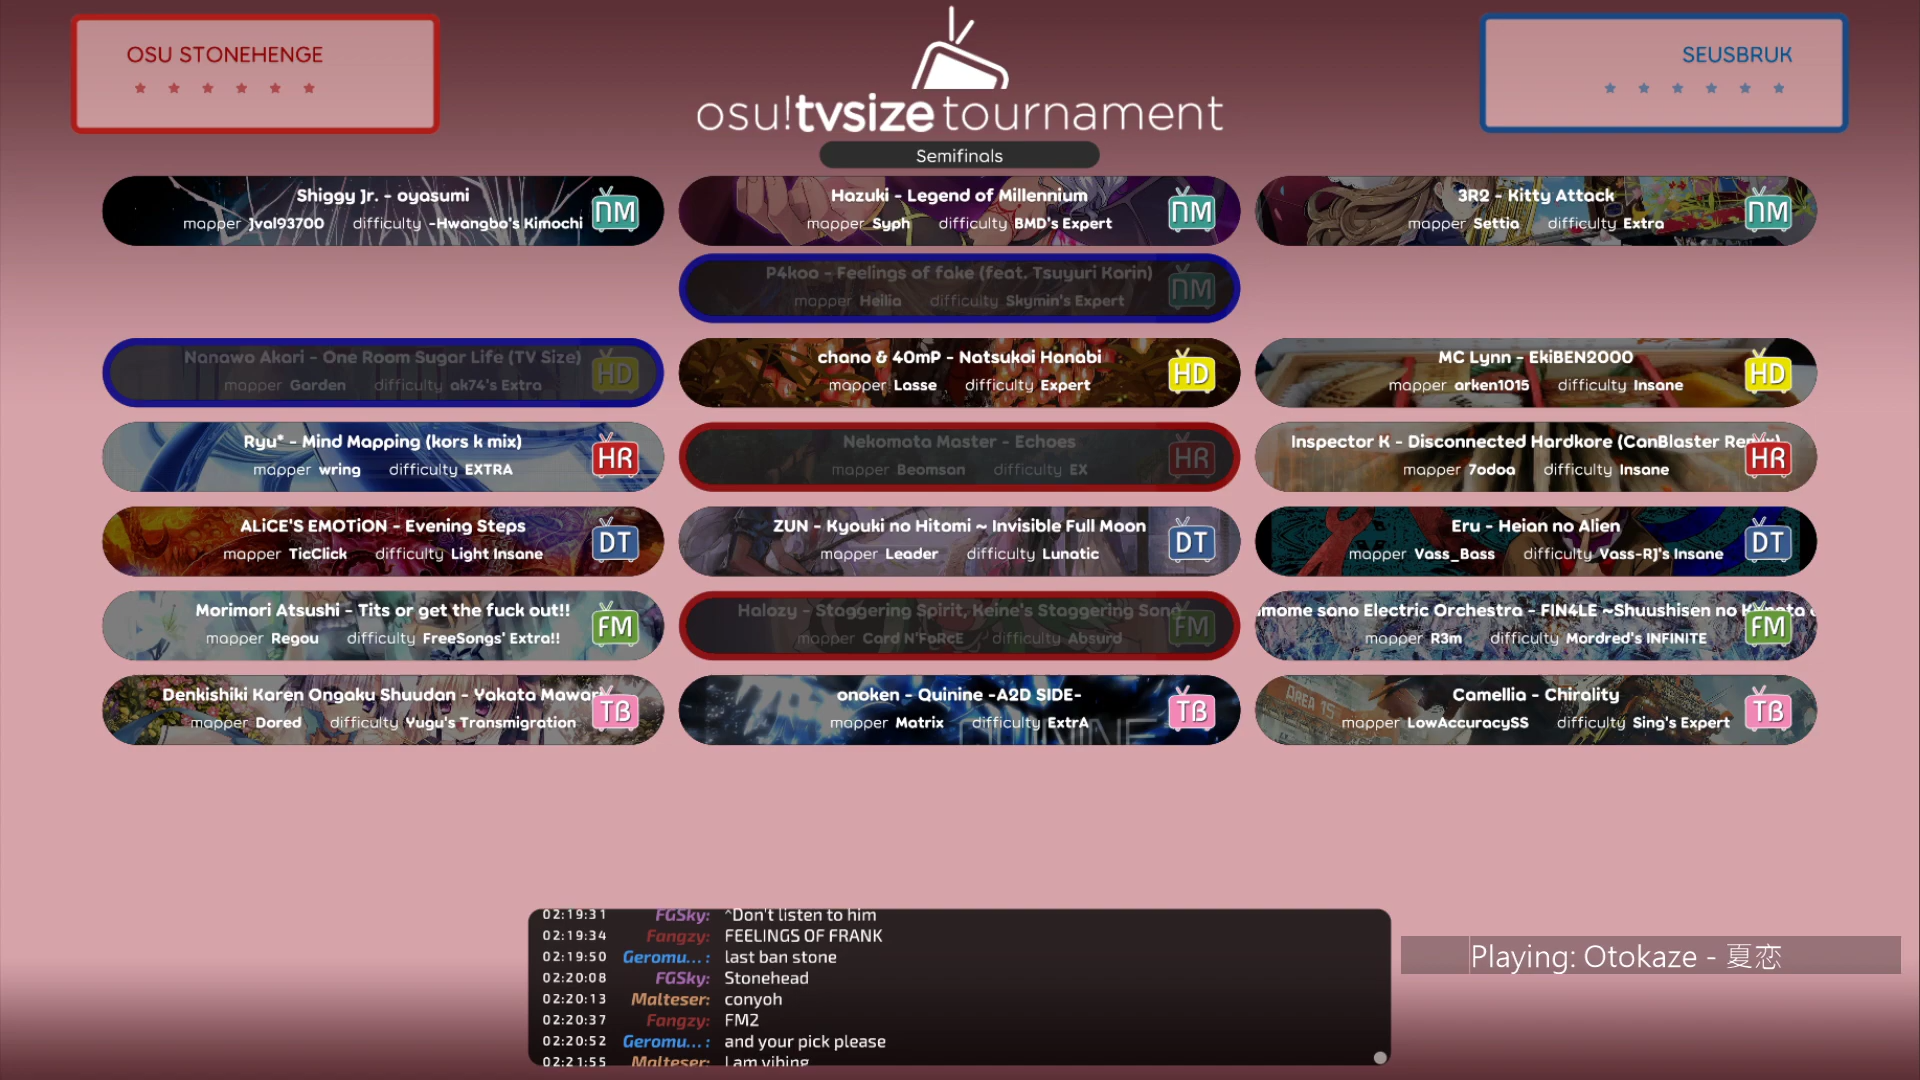 OSU STONEHENGE
SEUSBRUK
osu!tvsize tournament
Semifinals
Shiggy Jr. - oyasumi
mapper Jval93700 difficulty -Hwangbo's Kimochi
NM
Hazuki - Legend of Millennium
mapper Syph difficulty BMD's Expert
NM
3R2 - Kitty Attack
mapper Settia difficulty Extra
NM
P4koo - Feelings of fake (feat. Tsuyuri Karin)
mapper Heilia difficulty Skymin's Expert
NM
Nanawo Akari - One Room Sugar Life (TV Size)
mapper Garden difficulty ak74's Extra
HD
chano & 40mP - Natsukoi Hanabi
mapper Lasse difficulty Expert
HD
MC Lynn - EkiBEN2000
mapper arken1015 difficulty Insane
HD
Ryu* - Mind Mapping (kors k mix)
mapper wring difficulty EXTRA
HR
Nekomata Master - Echoes
mapper Beomsan difficulty EX
HR
Inspector K - Disconnected Hardkore (CanBlaster
mapper 7odoa difficulty Insane
HR
ALiCE'S EMOTiON - Evening Steps
mapper TicClick difficulty Light Insane
DT
ZUN - Kyouki no Hitomi ~ Invisible Full Moon
mapper Leader difficulty Lunatic
DT
Eru - Heian no Alien
mapper Vass_Bass difficulty Vass-RJ's Insane
DT
Morimori Atsushi - Tits or get the fuck out!!
mapper Regou difficulty FreeSongs' Extra!!
FM
Halozy - Staggering Spirit, Keine's Staggering Song
mapper Card N'FoRcE difficulty Absurd
FM
sano Electric Orchestra - FIN4LE ~Shuushisen no
mapper R3m difficulty Mordred's INFINITE
FM
Denkishiki Karen Ongaku Shuudan - Yakata
mapper Dored difficulty Yugu's Transmigration
TB
onoken - Quinine -A2D SIDE-
mapper Matrix difficulty ExtrA
TB
Camellia - Chirality
mapper LowAccuracySS difficulty Sing's Expert
TB
02:19:31 FGSky: ^Don't listen to him
02:19:34 Fangzy: FEELINGS OF FRANK
02:19:50 Geromu... : last ban stone
02:20:08 FGSky: Stonehead
02:20:13 Malteser: conyoh
02:20:37 Fangzy: FM2
02:20:52 Geromu... : and your pick please
02:21:55 Malteser: I am vibing
Playing: Otokaze - 夏恋